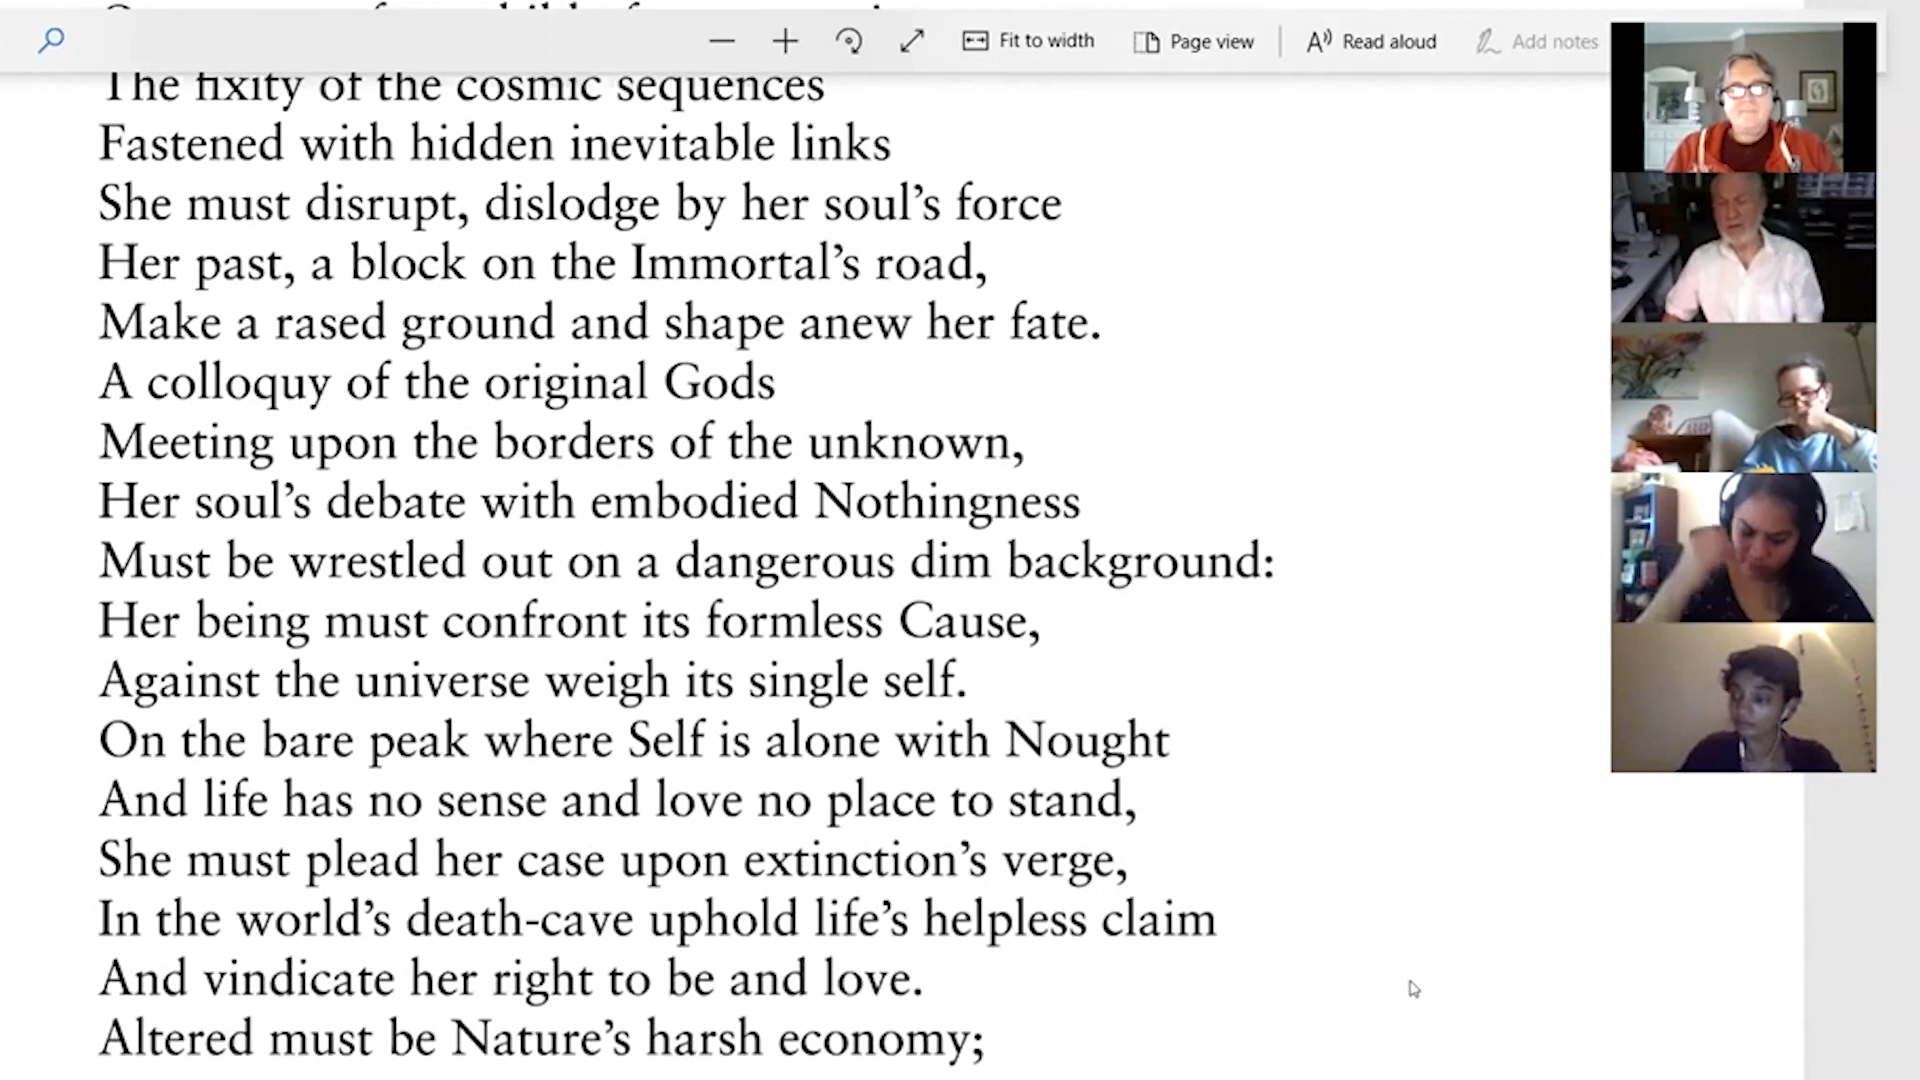 Fit to width
Page view
Read aloud
Add notes
The fixity of the cosmic sequences
Fastened with hidden inevitable links
She must disrupt, dislodge by her soul’s force
Her past, a block on the Immortal’s road,
Make a rased ground and shape anew her fate.
A colloquy of the original Gods
Meeting upon the borders of the unknown,
Her soul’s debate with embodied Nothingness
Must be wrestled out on a dangerous dim background:
Her being must confront its formless Cause,
Against the universe weigh its single self.
On the bare peak where Self is alone with Nought
And life has no sense and love no place to stand,
She must plead her case upon extinction’s verge,
In the world’s death-cave uphold life’s helpless claim
And vindicate her right to be and love.
Altered must be Nature’s harsh economy;